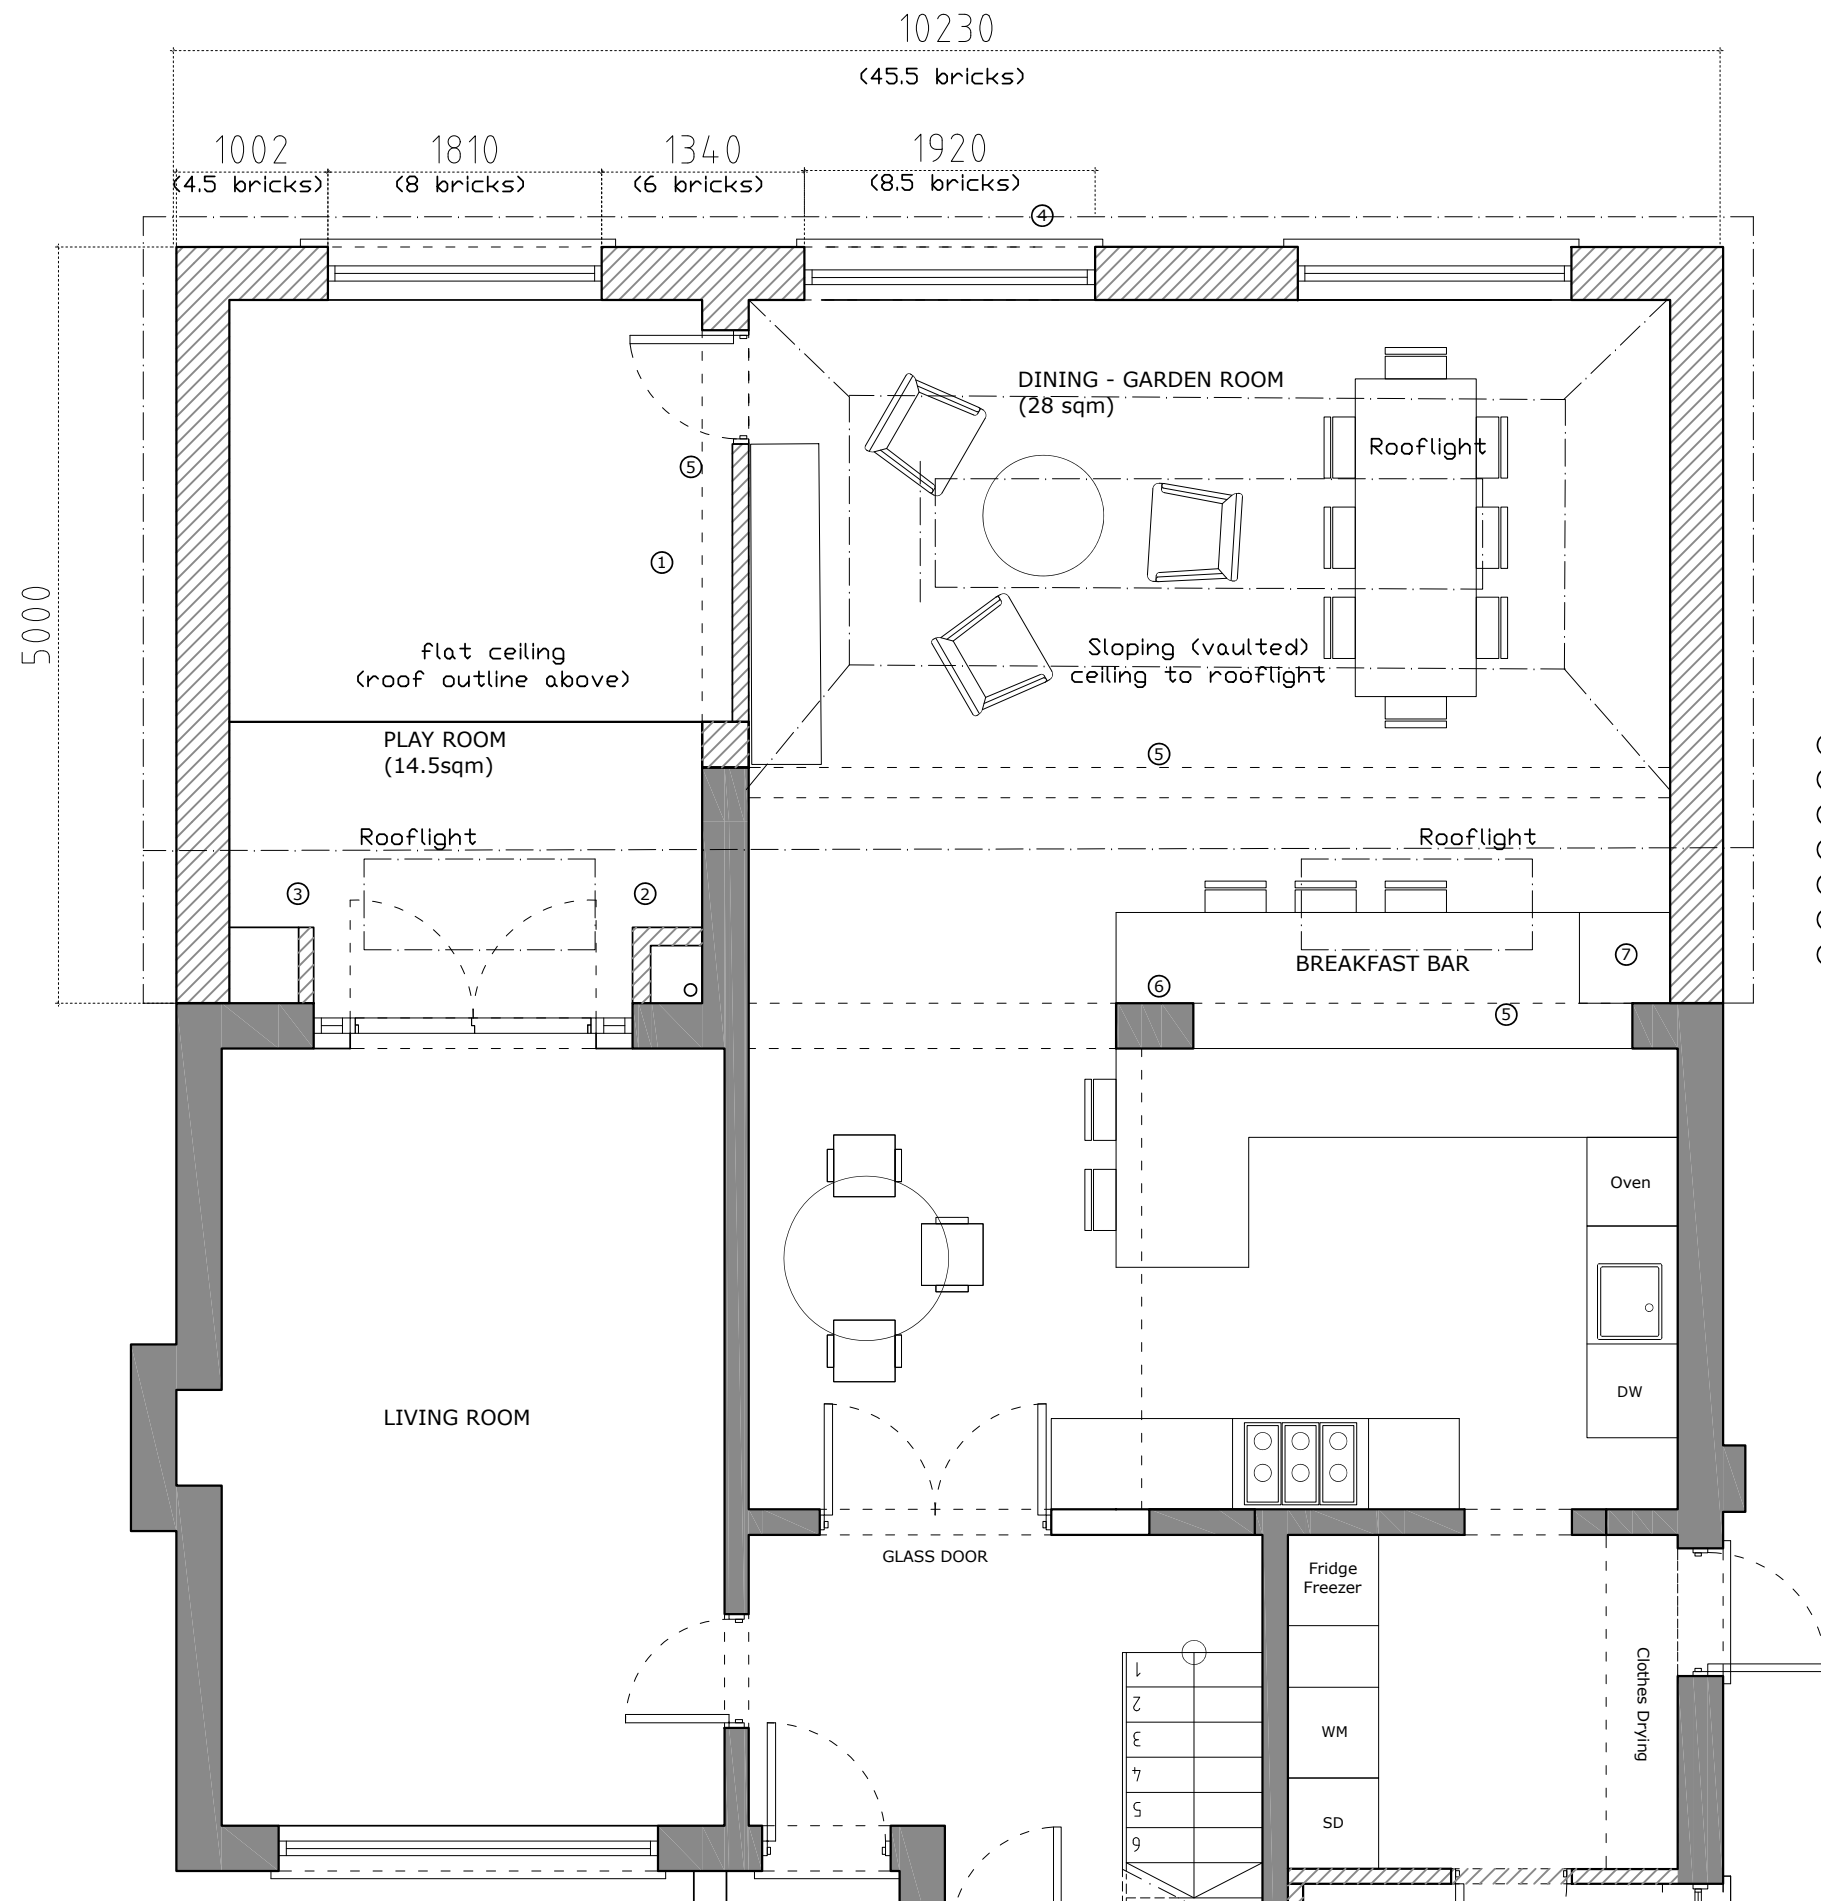 10230
(45.5 bricks)
1002
1810
1340
1920
(4.5 bricks)
(8 bricks)
(6 bricks)
(8.5 bricks)
4
DINING - GARDEN ROOM
(28 sqm)
Rooflight
5
1
5000
flat ceiling
(roof outline above)
Sloping (vaulted)
ceiling to rooflight
PLAY ROOM
(14.5sqm)
5
Rooflight
Rooflight
3
2
7
BREAKFAST BAR
6
5
Oven
DW
LIVING ROOM
GLASS DOOR
Fridge
Freezer
Clothes Drying
1
2
3
4
5
6
WM
SD